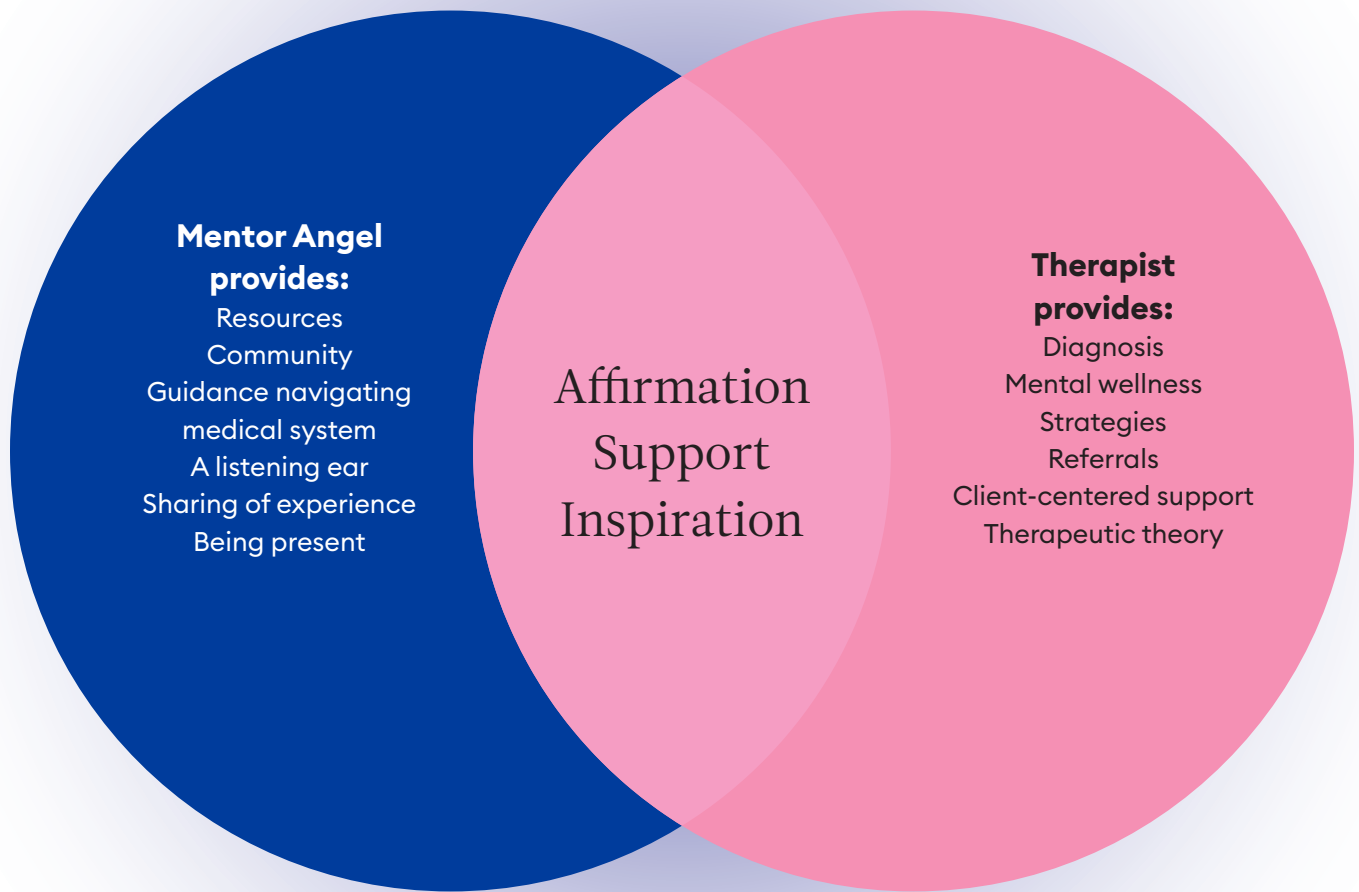 Mentor Angel
provides:
Resources
Community
Guidance navigating
medical system
A listening ear
Sharing of experience
Being present
Affirmation
Support
Inspiration
Therapist
provides:
Diagnosis
Mental wellness
Strategies
Referrals
Client-centered support
Therapeutic theory